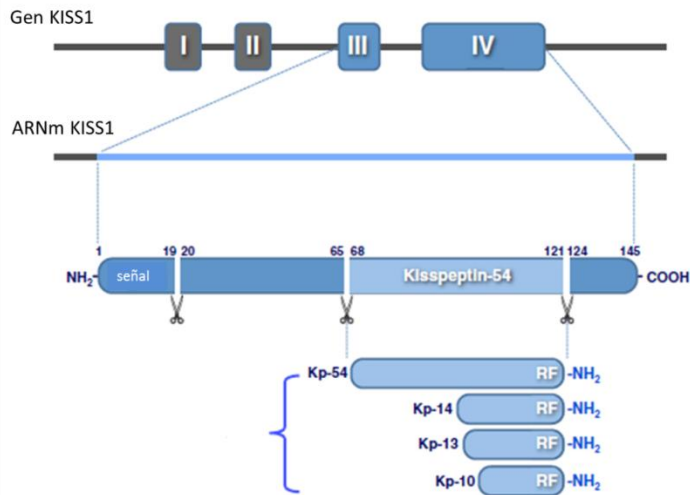 Gen KISS1
I II III IV
ARNm KISS1
1 19 20 65 68 121 124 145
NH2- señal Kisspeptin-54 - COOH
Kp-54 RF -NH2
Kp-14 RF -NH2
Kp-13 RF -NH2
Kp-10 RF -NH2